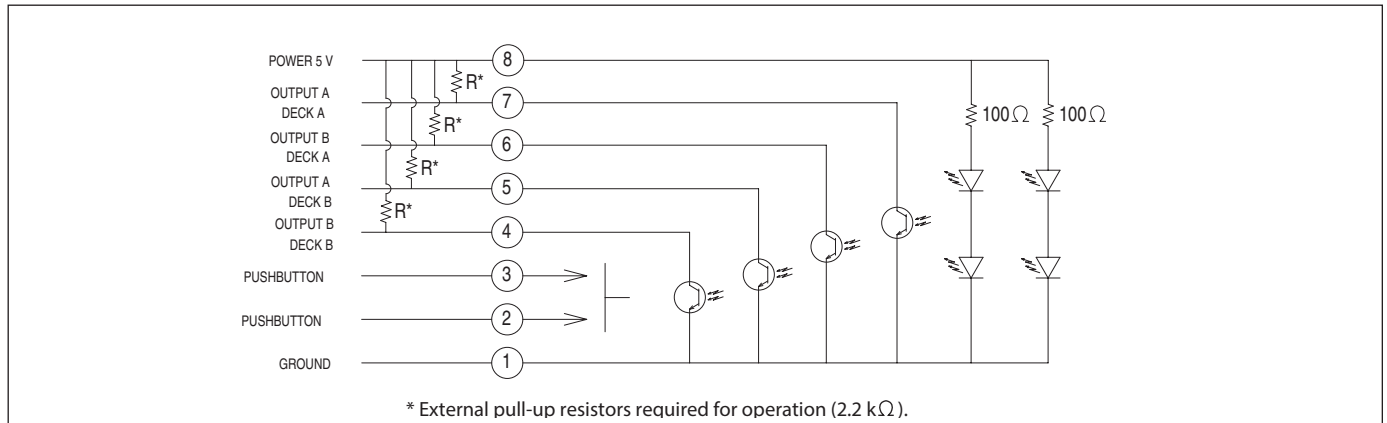 POWER 5 V
8
R*
OUTPUT A
DECK A
7
100Ω
100Ω
R*
OUTPUT B
DECK A
6
R*
OUTPUT A
DECK B
5
R*
OUTPUT B
DECK B
4
PUSHBUTTON
3
PUSHBUTTON
2
GROUND
1
* External pull-up resistors required for operation (2.2 kΩ).